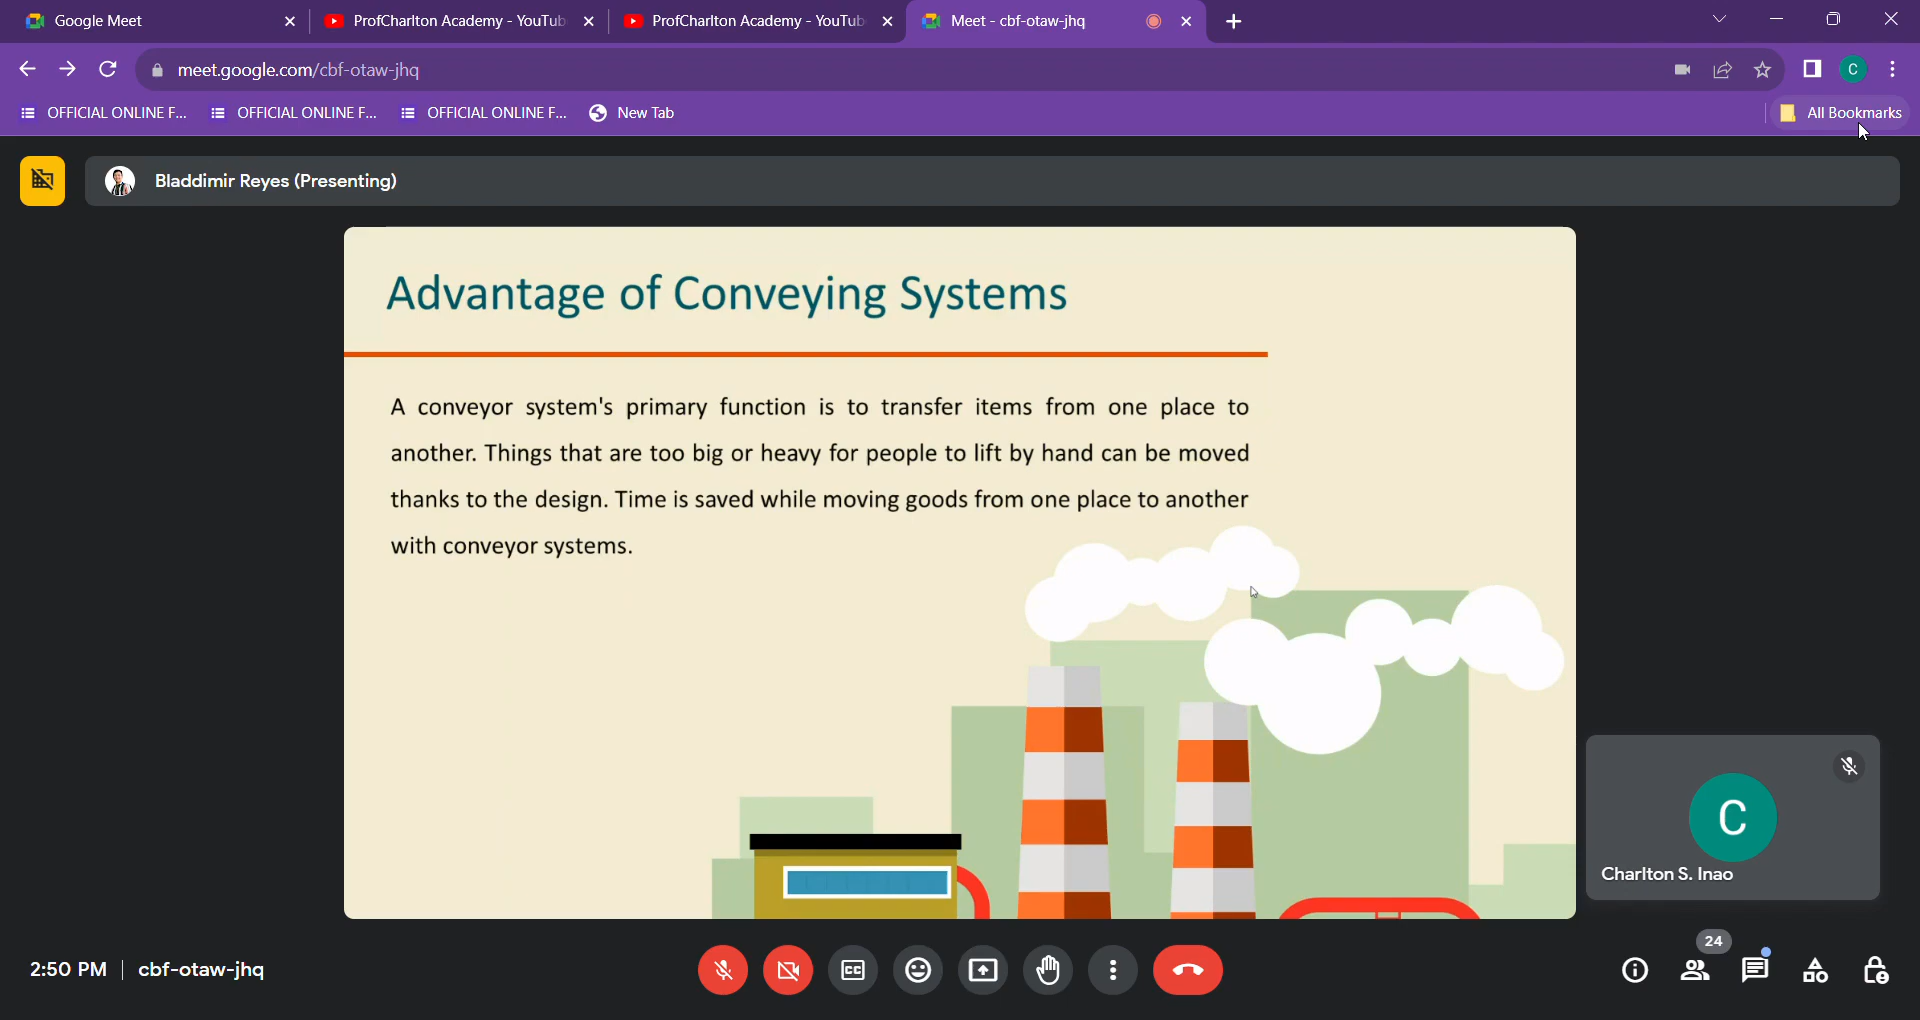 Google Meet
ProfCharlton Academy - YouTub
ProfCharlton Academy - YouTub
Meet - cbf-otaw-jhq
meet.google.com/cbf-otaw-jhq
C
OFFICIAL ONLINE F...
OFFICIAL ONLINE F...
OFFICIAL ONLINE F...
New Tab
All Bookmarks
Bladdimir Reyes (Presenting)
Advantage of Conveying Systems
A conveyor system's primary function is to transfer items from one place to
another. Things that are too big or heavy for people to lift by hand can be moved
thanks to the design. Time is saved while moving goods from one place to another
with conveyor systems.
C
Charlton S. Inao
2:50 PM
cbf-otaw-jhq
CC
24